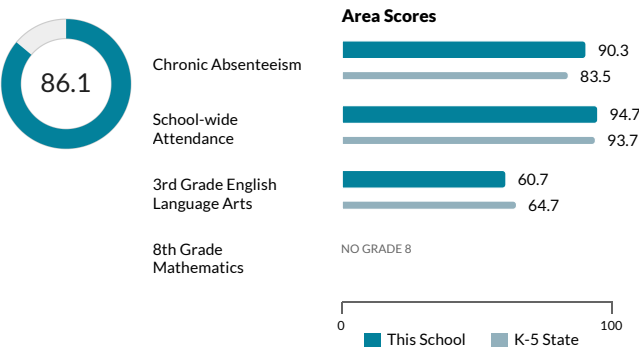 Area Scores
86.1
Chronic Absenteeism
90.3
83.5
School-wide
Attendance
94.7
93.7
3rd Grade English
Language Arts
60.7
64.7
8th Grade
Mathematics
NO GRADE 8
0
100
This School
K-5 State